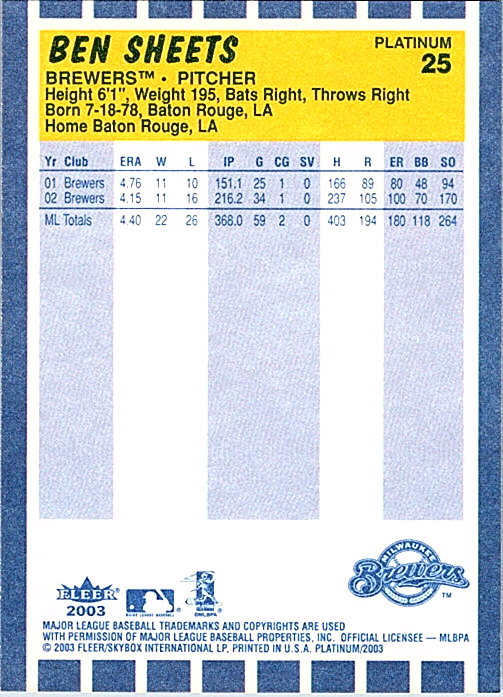 BEN SHEETS
PLATINUM
25
BREWERS™ • PITCHER
Height 6'1", Weight 195, Bats Right, Throws Right
Born 7-18-78, Baton Rouge, LA
Home Baton Rouge, LA
Yr Club ERA W L IP G CG SV H R ER BB SO
01 Brewers 4.76 11 10 151.1 25 1 0 166 89 80 48 94
02 Brewers 4.15 11 16 216.2 34 1 0 237 105 100 70 170
ML Totals 4.40 22 26 368.0 59 2 0 403 194 180 118 264
MILWAUKEE
Brewers
™
FLEER
2003
MAJOR LEAGUE BASEBALL TRADEMARKS AND COPYRIGHTS ARE USED
WITH PERMISSION OF MAJOR LEAGUE BASEBALL PROPERTIES, INC. OFFICIAL LICENSEE — MLBPA
© 2003 FLEER/SKYBOX INTERNATIONAL LP, PRINTED IN U.S.A. PLATINUM/2003